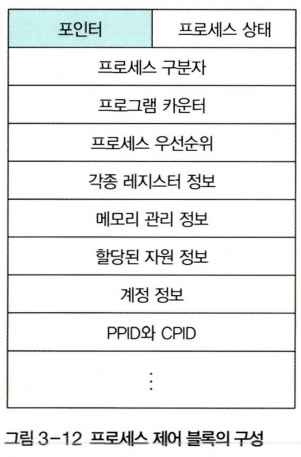 포인터 프로세스 상태
프로세스 구분자
프로그램 카운터
프로세스 우선순위
각종 레지스터 정보
메모리 관리 정보
할당된 자원 정보
계정 정보
PPID와 CPID
⋮
그림 3-12 프로세스 제어 블록의 구성